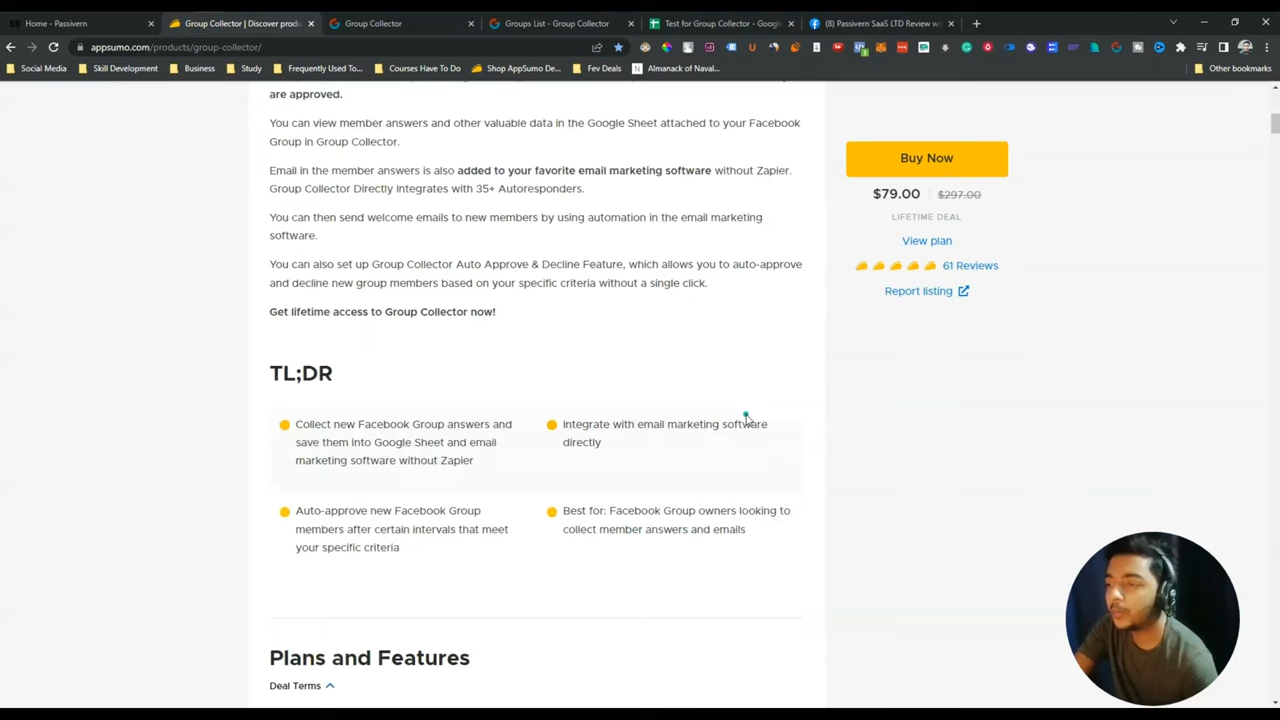 Home - Passivern
Group Collector | Discover produ
Group Collector
Groups List - Group Collector
Test for Group Collector - Google
(8) Passivern SaaS LTD Review w
appsumo.com/products/group-collector/
Social Media
Skill Development
Business
Study
Frequently Used To...
Courses Have To Do
Shop AppSumo De...
Fev Deals
Almanack of Naval...
Other bookmarks
are approved.
You can view member answers and other valuable data in the Google Sheet attached to your Facebook
Group in Group Collector.
Email in the member answers is also added to your favorite email marketing software without Zapier.
Group Collector Directly Integrates with 35+ Autoresponders.
You can then send welcome emails to new members by using automation in the email marketing
software.
You can also set up Group Collector Auto Approve & Decline Feature, which allows you to auto-approve
and decline new group members based on your specific criteria without a single click.
Get lifetime access to Group Collector now!
Buy Now
$79.00 $297.00
LIFETIME DEAL
View plan
61 Reviews
Report listing
TL;DR
Collect new Facebook Group answers and
save them into Google Sheet and email
marketing software without Zapier
Integrate with email marketing software
directly
Auto-approve new Facebook Group
members after certain intervals that meet
your specific criteria
Best for: Facebook Group owners looking to
collect member answers and emails
Plans and Features
Deal Terms